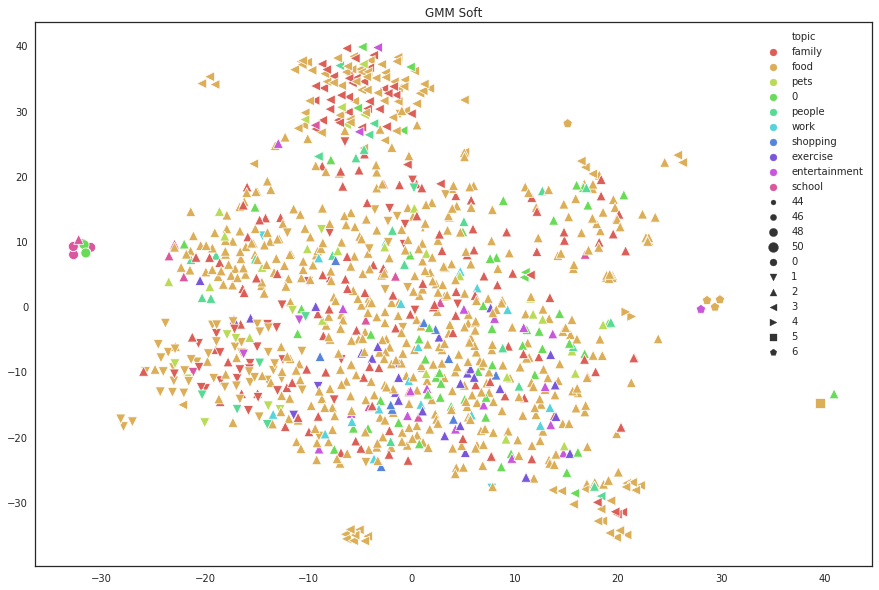 GMM Soft
topic
family
food
pets
0
people
work
shopping
exercise
entertainment
school
44
46
48
50
0
1
2
3
4
5
6
40
30
20
10
0
−10
−20
−30
−30 −20 −10 0 10 20 30 40